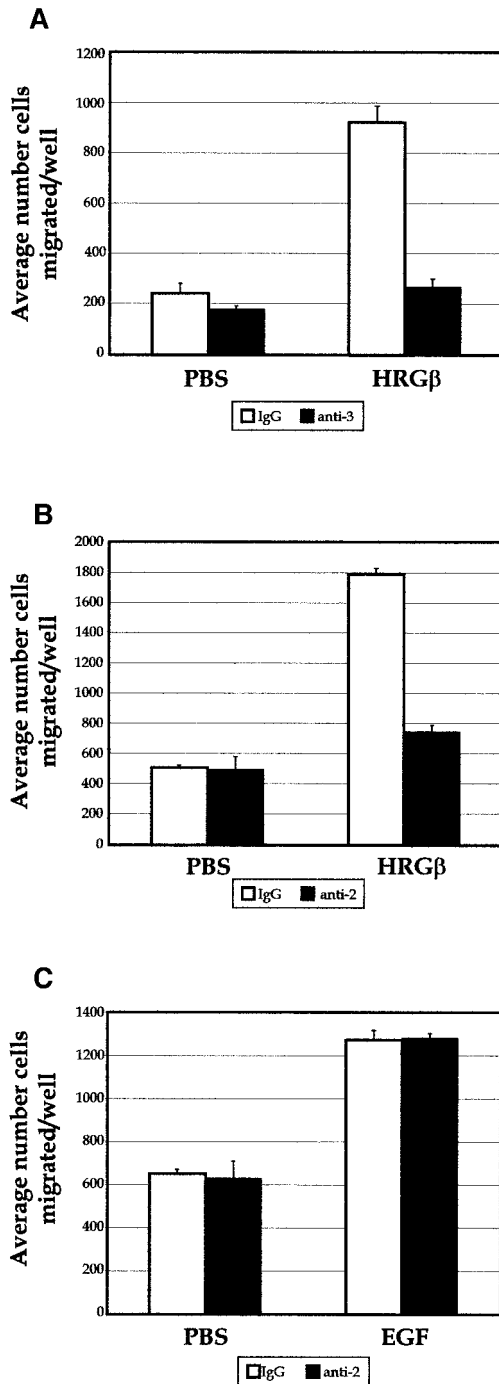 A
Average number cells
migrated/well
1200
1000
800
600
400
200
0
PBS HRGβ
IgG anti-3
B
Average number cells
migrated/well
2000
1800
1600
1400
1200
1000
800
600
400
200
0
PBS HRGβ
IgG anti-2
C
Average number cells
migrated/well
1400
1200
1000
800
600
400
200
0
PBS EGF
IgG anti-2